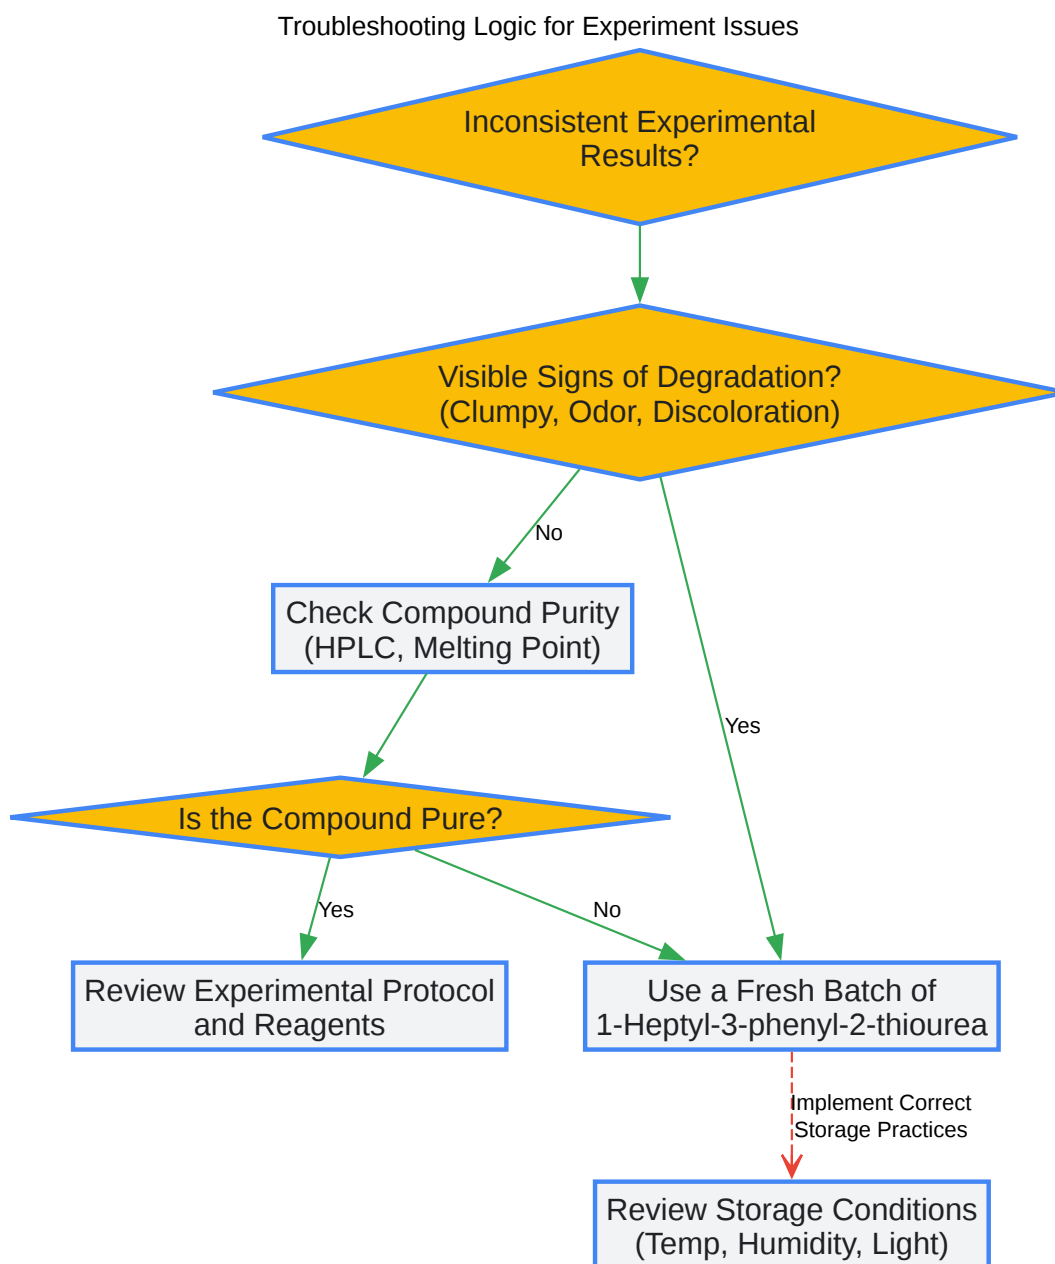 Troubleshooting Logic for Experiment Issues
Inconsistent Experimental
Results?
Visible Signs of Degradation?
(Clumpy, Odor, Discoloration)
No
Check Compound Purity
(HPLC, Melting Point)
Yes
Is the Compound Pure?
Yes
No
Review Experimental Protocol
and Reagents
Use a Fresh Batch of
1-Heptyl-3-phenyl-2-thiourea
Implement Correct
Storage Practices
Review Storage Conditions
(Temp, Humidity, Light)